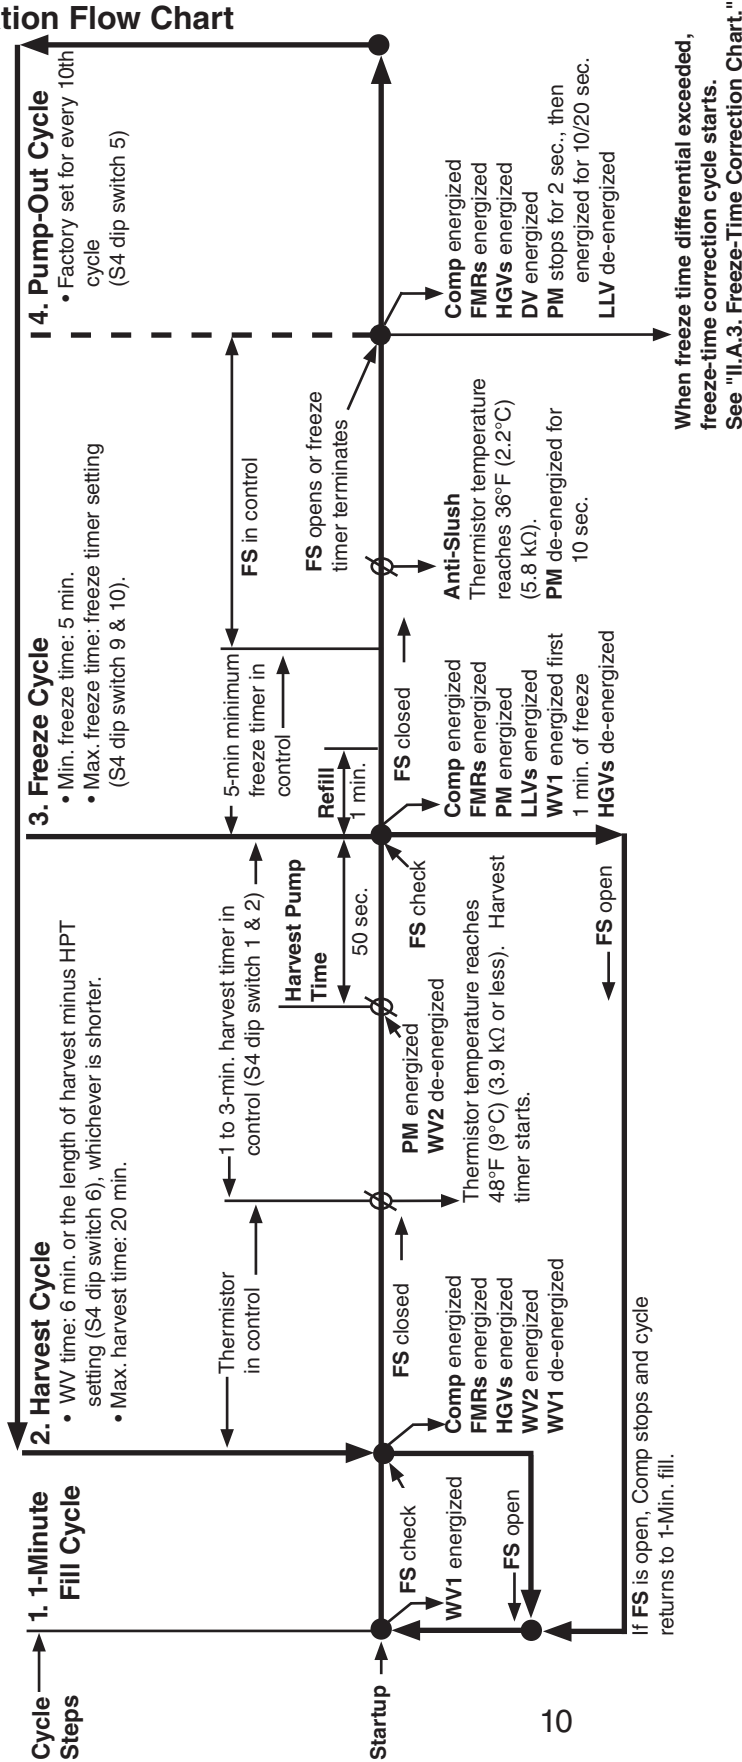 tion Flow Chart
Cycle
Steps
1. 1-Minute
Fill Cycle
2. Harvest Cycle
• WV time: 6 min. or the length of harvest minus HPT
setting (S4 dip switch 6), whichever is shorter.
• Max. harvest time: 20 min.
3. Freeze Cycle
• Min. freeze time: 5 min.
• Max. freeze time: freeze timer setting
(S4 dip switch 9 & 10).
4. Pump-Out Cycle
• Factory set for every 10th
cycle
(S4 dip switch 5)
Thermistor
in control
1 to 3-min. harvest timer in
control (S4 dip switch 1 & 2)
Harvest Pump
Time
50 sec.
5-min minimum
freeze timer in
control
Refill
1 min.
FS in control
FS opens or freeze
timer terminates
Startup
FS check
WV1 energized
FS open
FS closed
Comp energized
FMRs energized
HGVs energized
WV2 energized
WV1 de-energized
PM energized
WV2 de-energized
Thermistor temperature reaches
48°F (9°C) (3.9 kΩ or less). Harvest
timer starts.
FS check
FS closed
Comp energized
FMRs energized
PM energized
LLVs energized
WV1 energized first
1 min. of freeze
HGVs de-energized
Anti-Slush
Thermistor temperature
reaches 36°F (2.2°C)
(5.8 kΩ).
PM de-energized for
10 sec.
Comp energized
FMRs energized
HGVs energized
DV energized
PM stops for 2 sec., then
energized for 10/20 sec.
LLV de-energized
FS open
If FS is open, Comp stops and cycle
returns to 1-Min. fill.
When freeze time differential exceeded,
freeze-time correction cycle starts.
See "II.A.3. Freeze-Time Correction Chart."
10